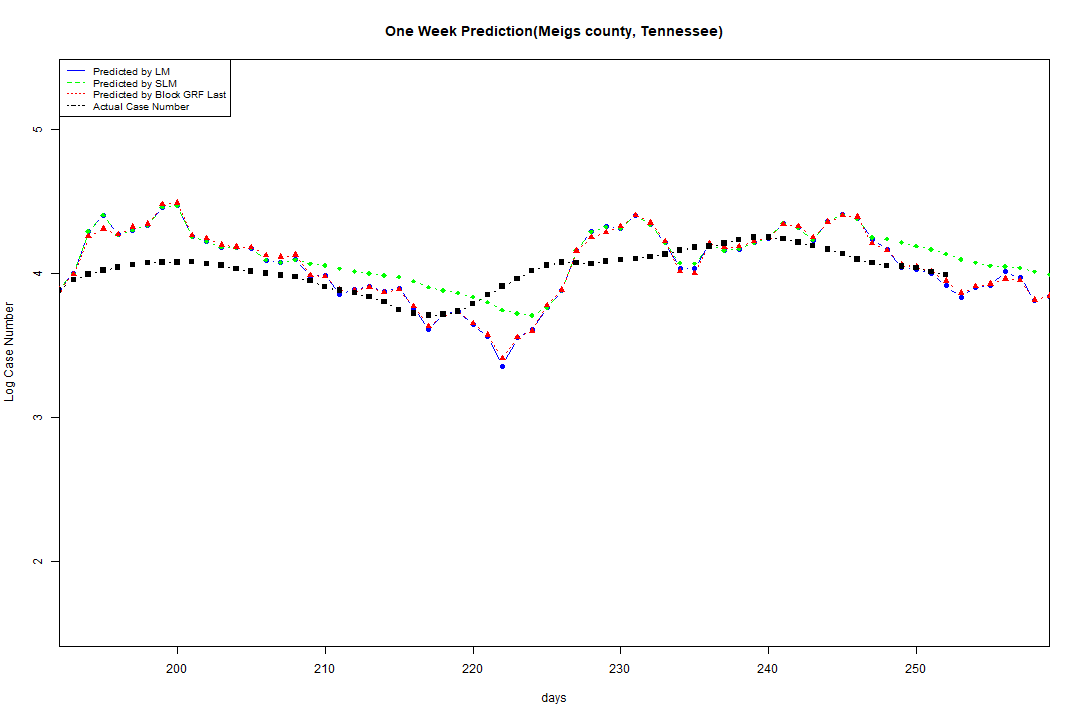 One Week Prediction(Meigs county, Tennessee)
Predicted by LM
Predicted by SLM
Predicted by Block GRF Last
Actual Case Number
5
4
3
2
Log Case Number
200 210 220 230 240 250
days